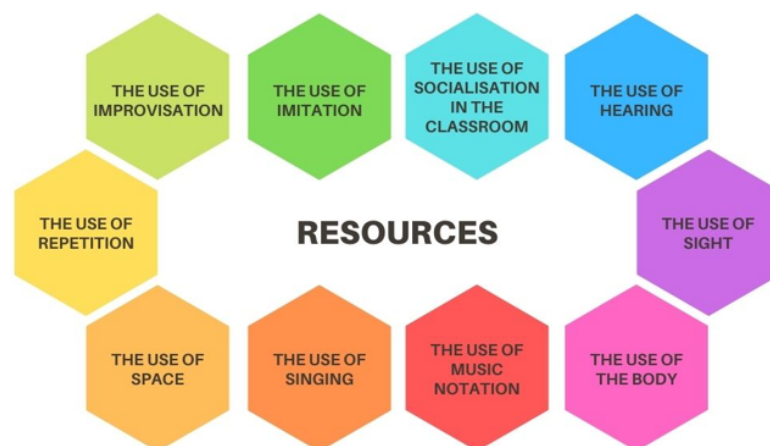 THE USE OF
IMPROVISATION
THE USE OF
IMITATION
THE USE OF
SOCIALISATION
IN THE
CLASSROOM
THE USE OF
HEARING
THE USE OF
REPETITION
RESOURCES
THE USE OF
SIGHT
THE USE OF
SPACE
THE USE OF
SINGING
THE USE OF
MUSIC
NOTATION
THE USE OF
THE BODY